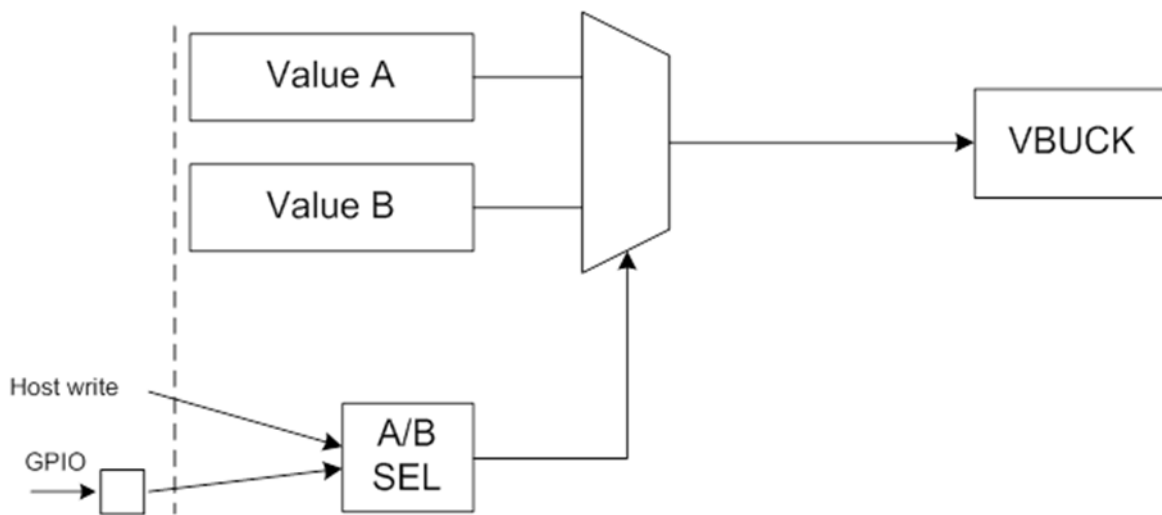 Value A
VBUCK
Value B
Host write
A/B
SEL
GPIO